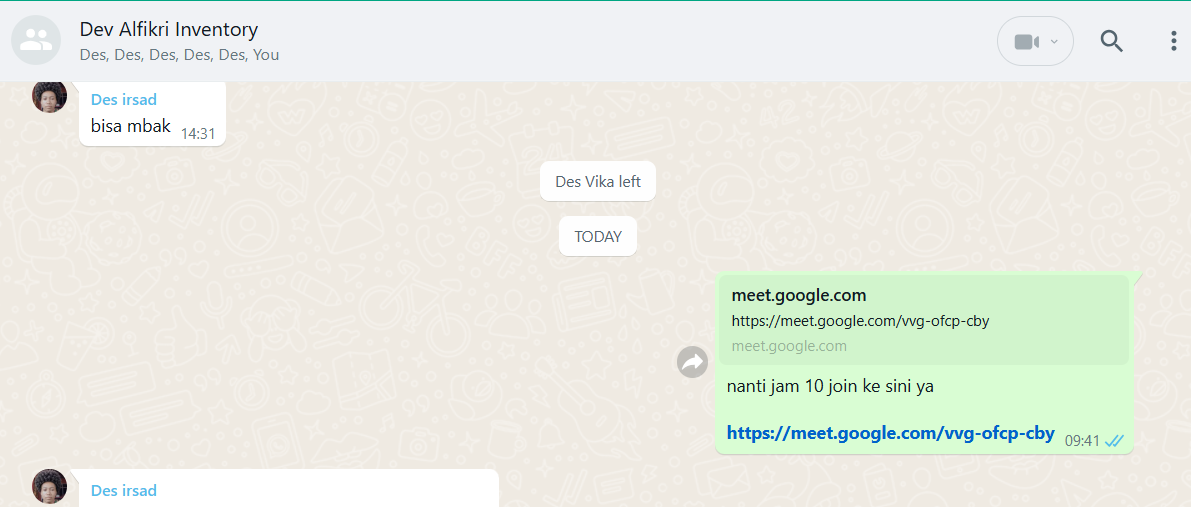 Dev Alfikri Inventory
Des, Des, Des, Des, Des, You
Des irsad
bisa mbak 14:31
Des Vika left
TODAY
meet.google.com
https://meet.google.com/vvg-ofcp-cby
meet.google.com
nanti jam 10 join ke sini ya
https://meet.google.com/vvg-ofcp-cby 09:41
Des irsad